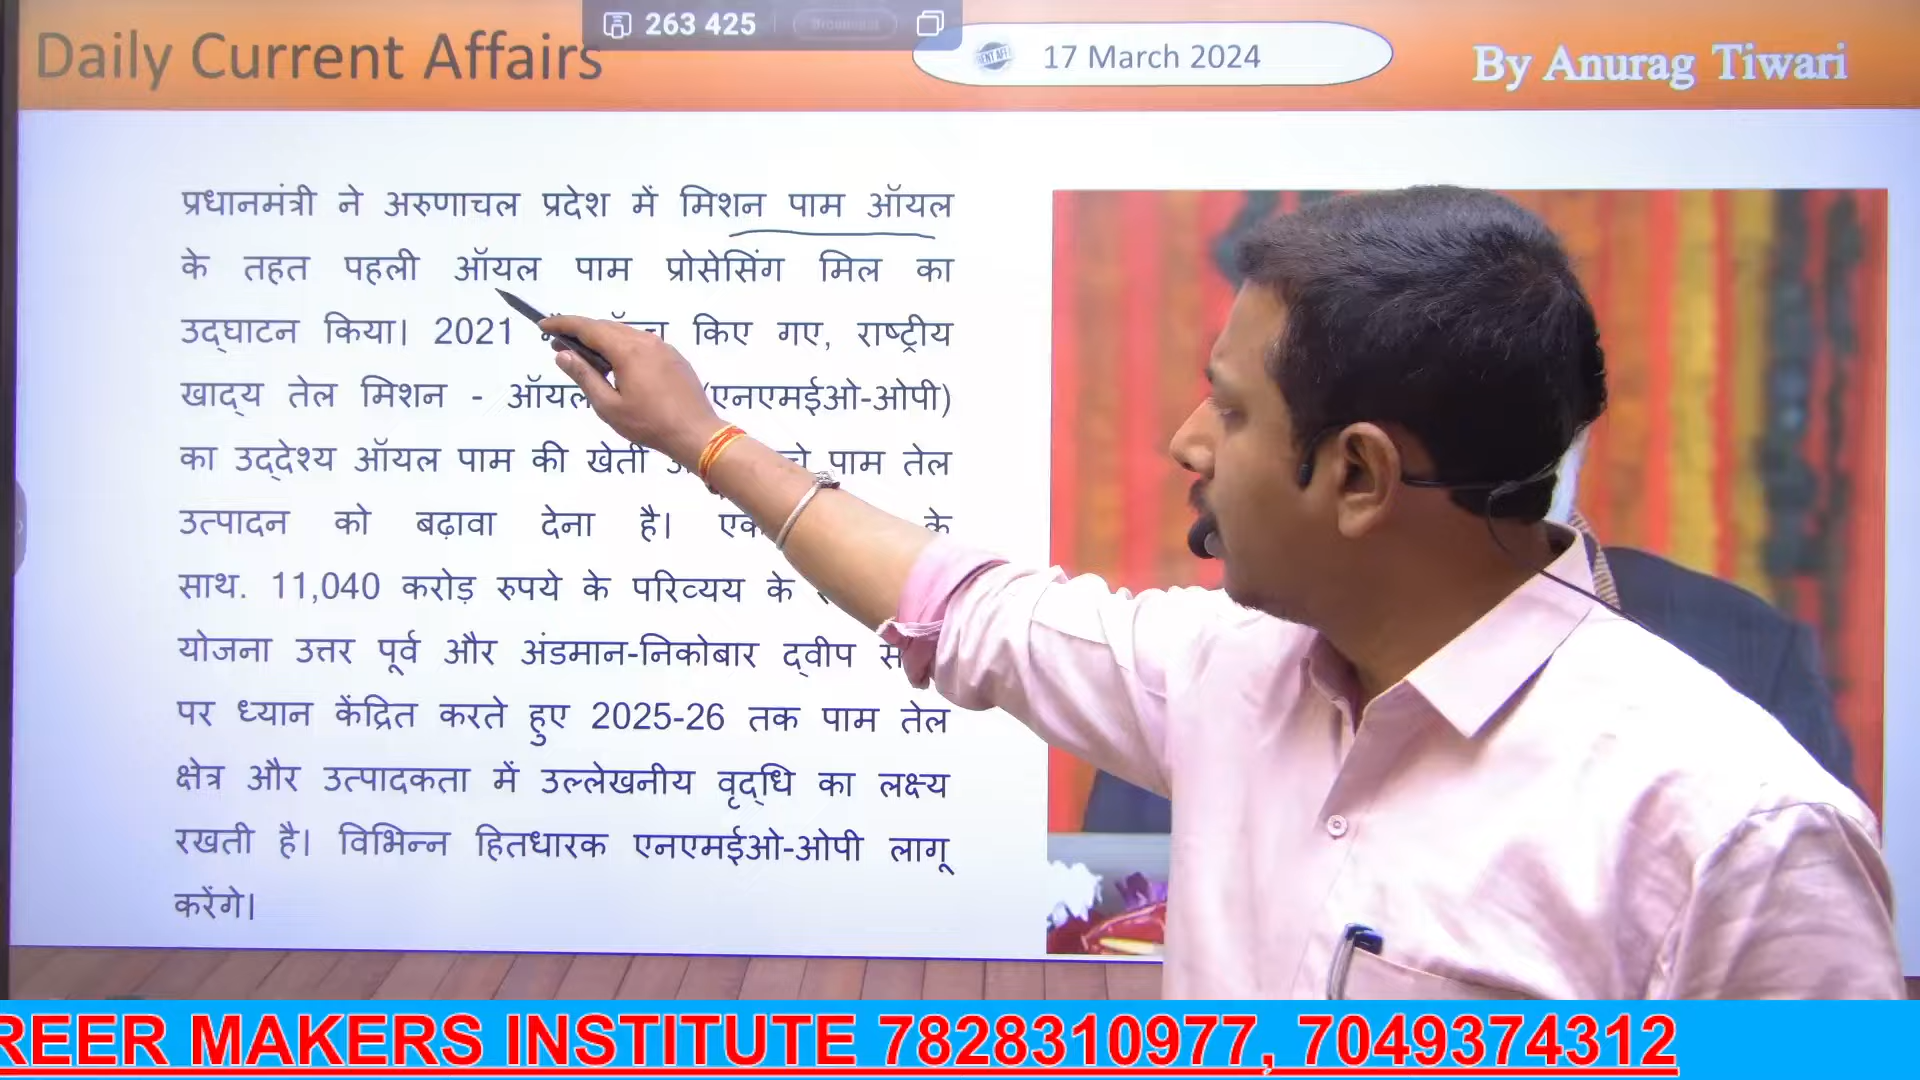 263 425
Daily Current Affairs
17 March 2024
By Anurag Tiwari
प्रधानमंत्री ने अरुणाचल प्रदेश में मिशन पाम ऑयल
के तहत पहली ऑयल पाम प्रोसेसिंग मिल का
उद्घाटन किया। 2021 किए गए, राष्ट्रीय
खाद्य तेल मिशन - ऑयल (एनएमईओ-ओपी)
का उद्देश्य ऑयल पाम की खेती पाम तेल
उत्पादन को बढ़ावा देना है। के
साथ. 11,040 करोड़ रुपये के परिव्यय के
योजना उत्तर पूर्व और अंडमान-निकोबार द्वीप
पर ध्यान केंद्रित करते हुए 2025-26 तक पाम तेल
क्षेत्र और उत्पादकता में उल्लेखनीय वृद्धि का लक्ष्य
रखती है। विभिन्न हितधारक एनएमईओ-ओपी लागू
करेंगे।
REER MAKERS INSTITUTE 7828310977, 7049374312